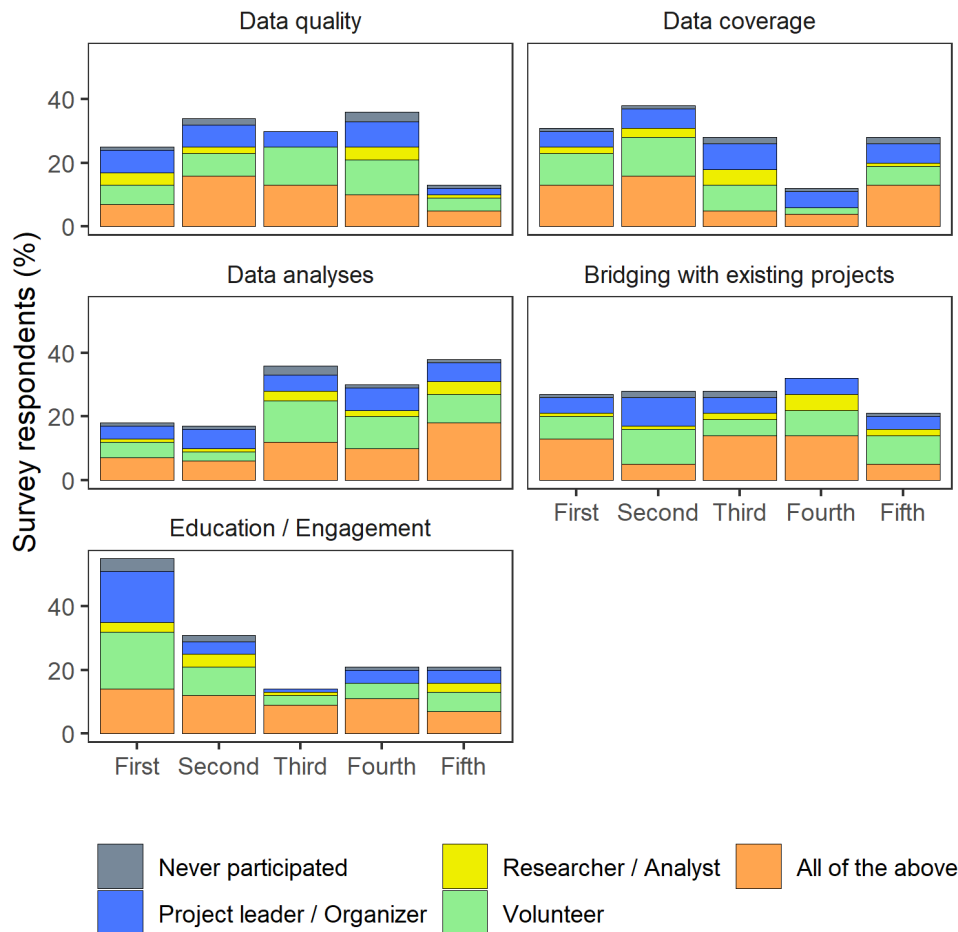 Data quality
Data coverage
40
20
0
Data analyses
Bridging with existing projects
40
20
0
First Second Third Fourth Fifth
Education / Engagement
40
20
0
First Second Third Fourth Fifth
Survey respondents (%)
Never participated
Researcher / Analyst
All of the above
Project leader / Organizer
Volunteer